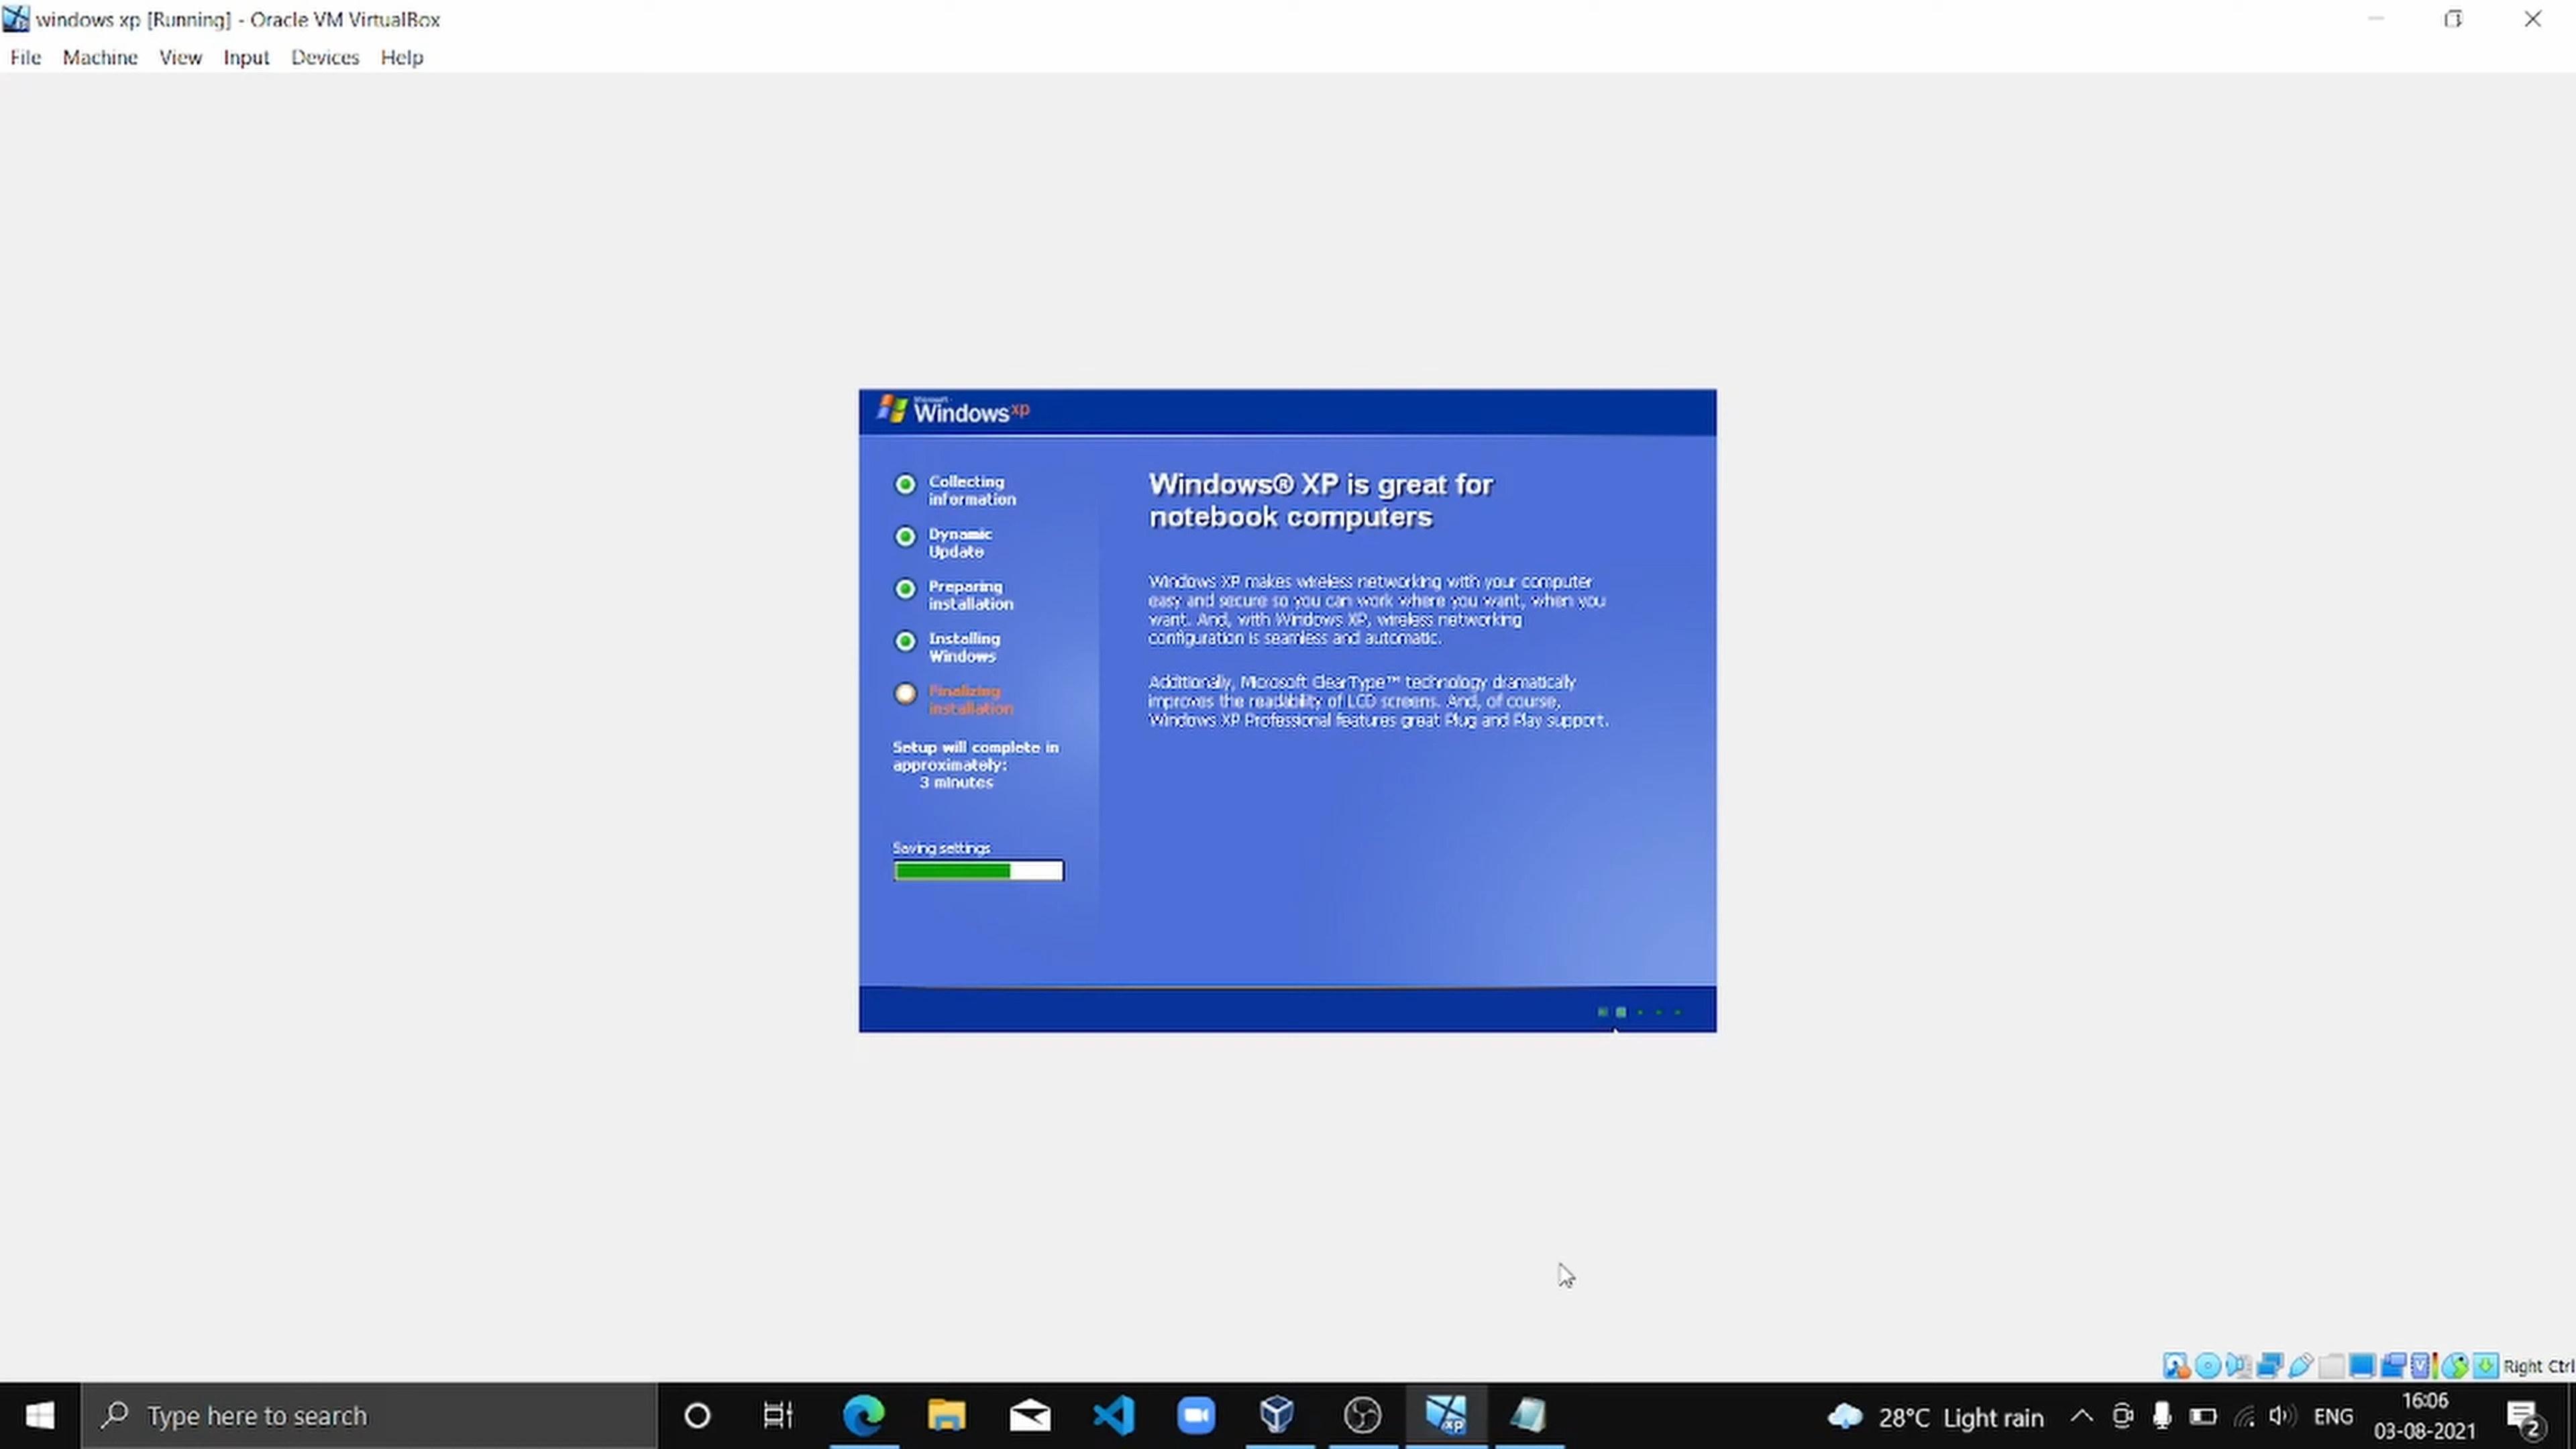 windows xp [Running] - Oracle VM VirtualBox
File Machine View Input Devices Help
Microsoft
Windows xp
Collecting
information
Dynamic
Update
Preparing
installation
Installing
Windows
Finalizing
installation
Setup will complete in
approximately:
3 minutes
Saving settings
Windows® XP is great for
notebook computers
Windows XP makes wireless networking with your computer
easy and secure so you can work where you want, when you
want. And, with Windows XP, wireless networking
configuration is seamless and automatic.
Additionally, Microsoft ClearType™ technology dramatically
improves the readability of LCD screens. And, of course,
Windows XP Professional features great Plug and Play support.
Right Ctrl
Type here to search
xp
28°C Light rain
ENG
16:06
03-08-2021
2